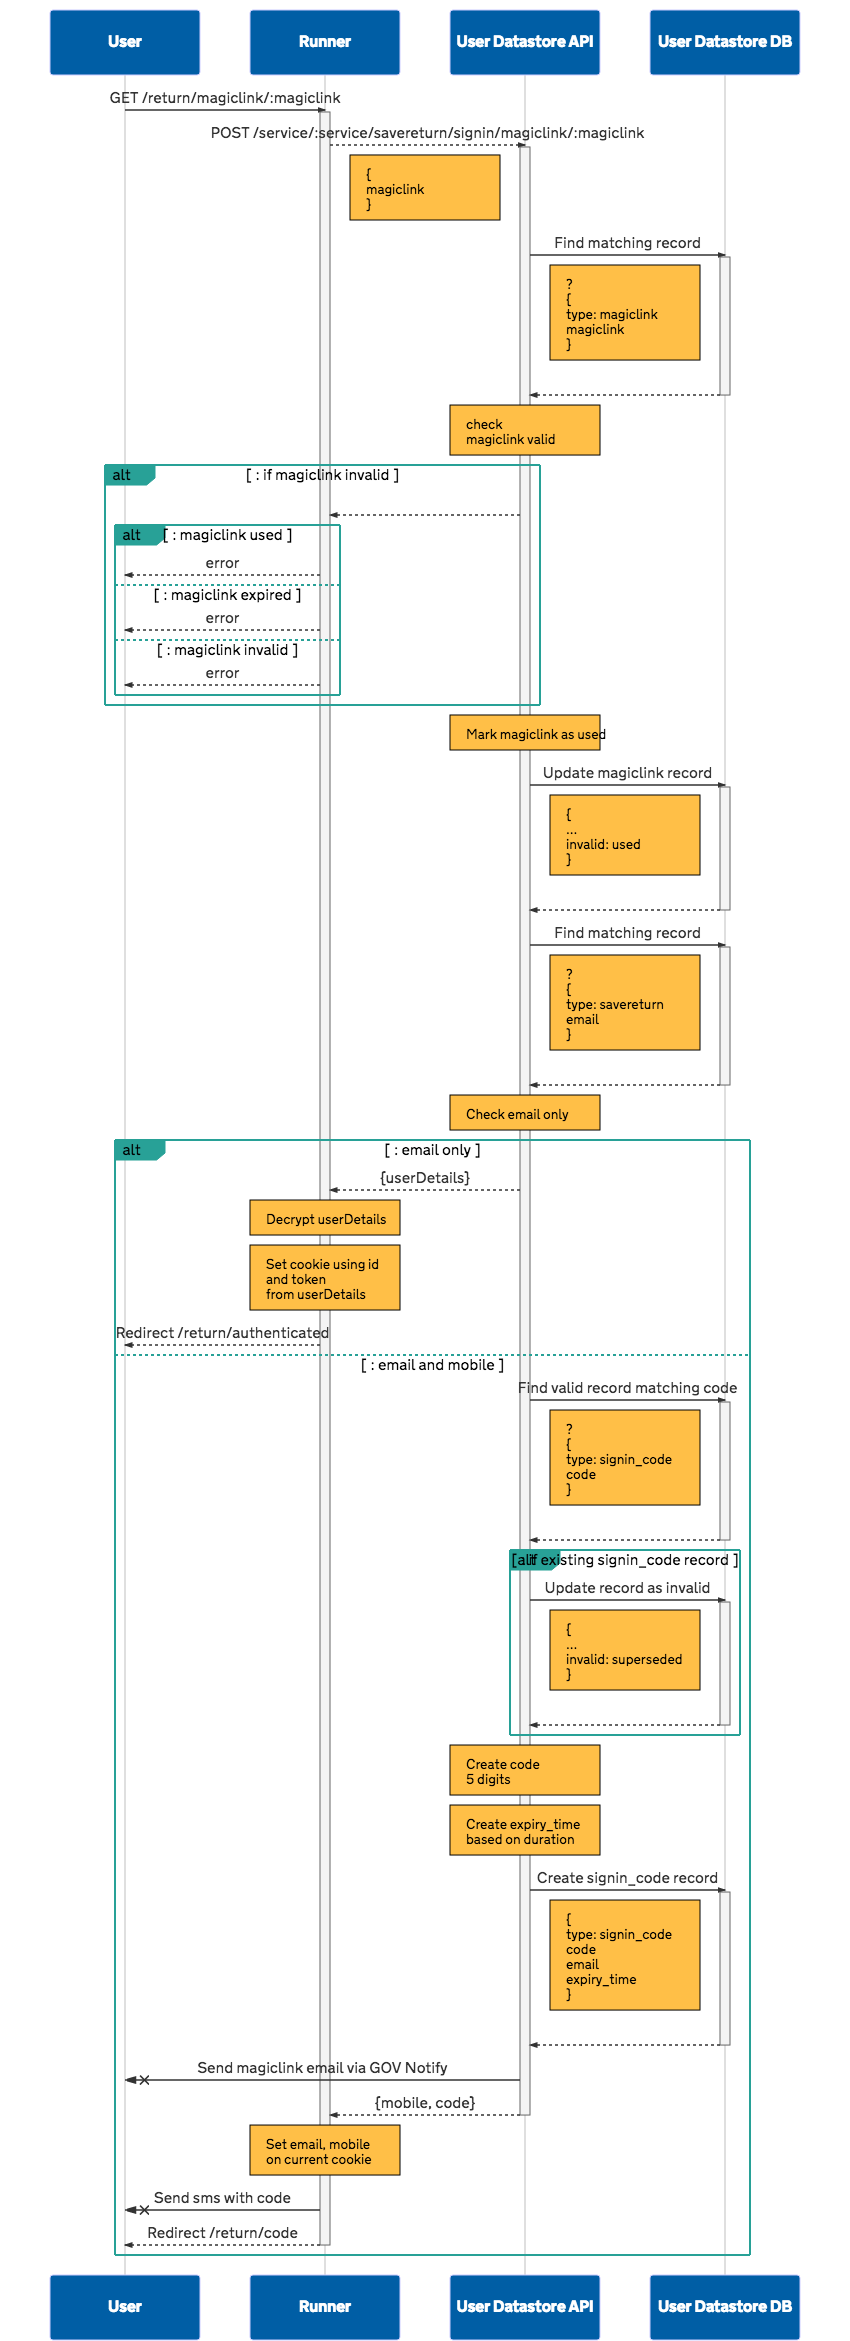 User
Runner
User Datastore API
User Datastore DB
GET /return/magiclink/:magiclink
POST /service/:service/savereturn/signin/magiclink/:magiclink
{
magiclink
}
Find matching record
?
{
type: magiclink
magiclink
}
check
magiclink valid
alt
[ : if magiclink invalid ]
alt
[ : magiclink used ]
error
[ : magiclink expired ]
error
[ : magiclink invalid ]
error
Mark magiclink as used
Update magiclink record
{
...
invalid: used
}
Find matching record
?
{
type: savereturn
email
}
Check email only
alt
[ : email only ]
{userDetails}
Decrypt userDetails
Set cookie using id
and token
from userDetails
Redirect /return/authenticated
[ : email and mobile ]
Find valid record matching code
?
{
type: signin_code
code
}
alt
[ : if existing signin_code record ]
Update record as invalid
{
...
invalid: superseded
}
Create code
5 digits
Create expiry_time
based on duration
Create signin_code record
{
type: signin_code
code
email
expiry_time
}
Send magiclink email via GOV Notify
{mobile, code}
Set email, mobile
on current cookie
Send sms with code
Redirect /return/code
User
Runner
User Datastore API
User Datastore DB